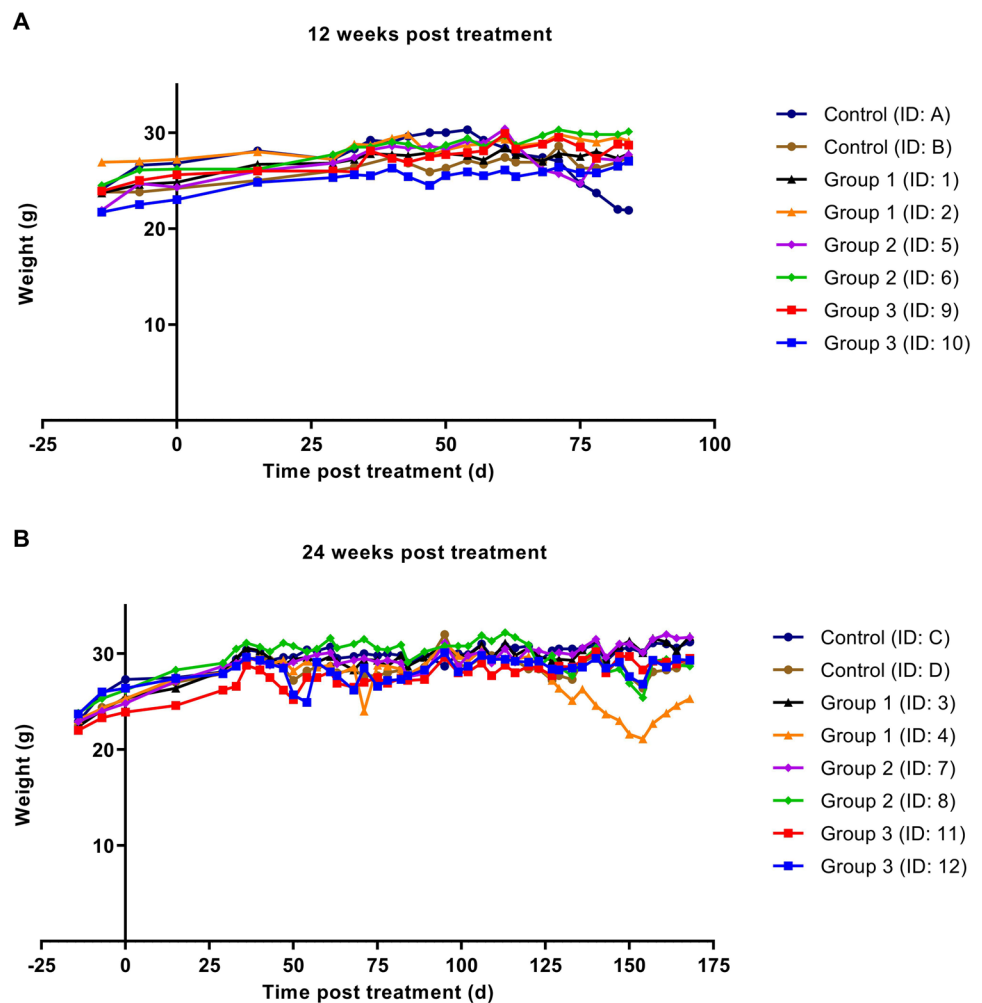 A
12 weeks post treatment
30
20
10
Weight (g)
-25 0 25 50 75 100
Time post treatment (d)
Control (ID: A)
Control (ID: B)
Group 1 (ID: 1)
Group 1 (ID: 2)
Group 2 (ID: 5)
Group 2 (ID: 6)
Group 3 (ID: 9)
Group 3 (ID: 10)
B
24 weeks post treatment
30
20
10
Weight (g)
-25 0 25 50 75 100 125 150 175
Time post treatment (d)
Control (ID: C)
Control (ID: D)
Group 1 (ID: 3)
Group 1 (ID: 4)
Group 2 (ID: 7)
Group 2 (ID: 8)
Group 3 (ID: 11)
Group 3 (ID: 12)